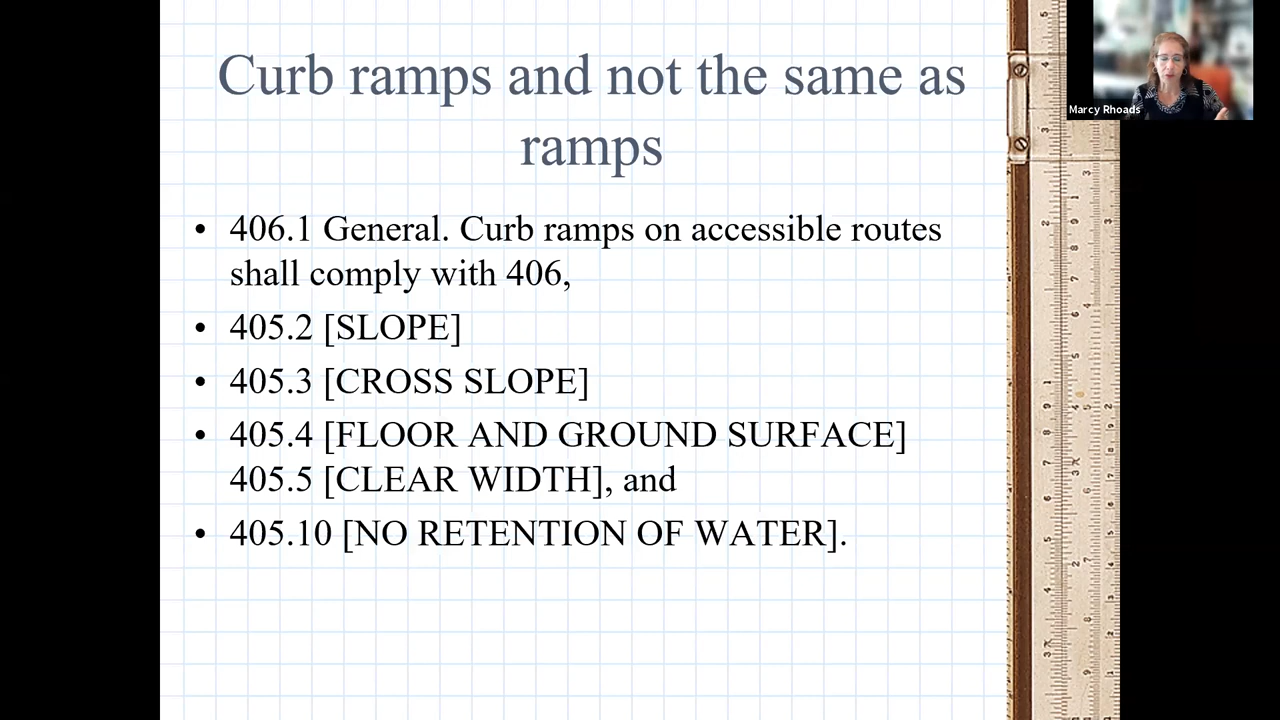 Curb ramps and not the same as
ramps
• 406.1 General. Curb ramps on accessible routes
shall comply with 406,
• 405.2 [SLOPE]
• 405.3 [CROSS SLOPE]
• 405.4 [FLOOR AND GROUND SURFACE]
405.5 [CLEAR WIDTH], and
• 405.10 [NO RETENTION OF WATER].
Marcy Rhoads